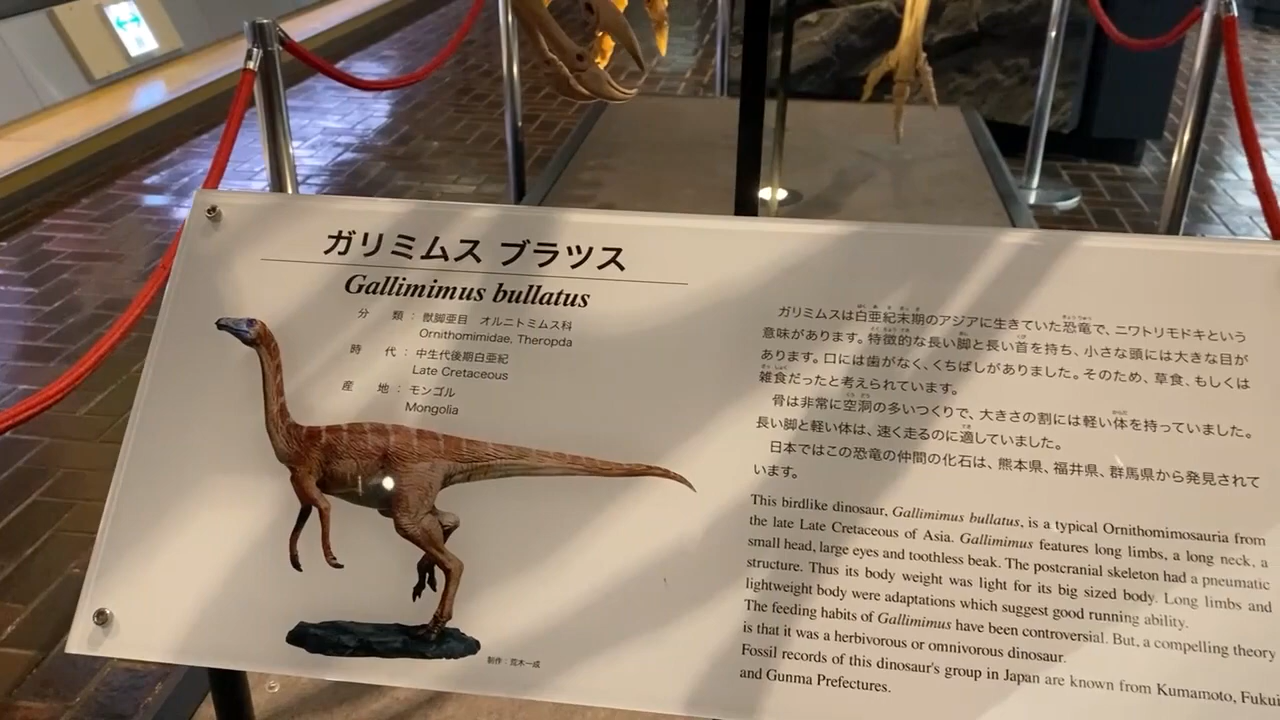 ガリミムス ブラツス
Gallimimus bullatus
分 類 : 獣脚亜目 オルニトミムス科
Ornithomimidae, Theropda
時 代 : 中生代後期白亜紀
Late Cretaceous
産 地 : モンゴル
Mongolia
制作 : 荒木一成
ガリミムスは白亜紀末期のアジアに生きていた恐竜で、ニワトリモドキという
意味があります。特徴的な長い脚と長い首を持ち、小さな頭には大きな目が
あります。口には歯がなく、くちばしがありました。そのため、草食、もしくは
雑食だったと考えられています。
骨は非常に空洞の多いつくりで、大きさの割には軽い体を持っていました。
長い脚と軽い体は、速く走るのに適していました。
日本ではこの恐竜の仲間の化石は、熊本県、福井県、群馬県から発見されて
います。
This birdlike dinosaur, Gallimimus bullatus, is a typical Ornithomimosauria from
the late Late Cretaceous of Asia. Gallimimus features long limbs, a long neck, a
small head, large eyes and toothless beak. The postcranial skeleton had a pneumatic
structure. Thus its body weight was light for its big sized body. Long limbs and
lightweight body were adaptations which suggest good running ability.
The feeding habits of Gallimimus have been controversial. But, a compelling theory
is that it was a herbivorous or omnivorous dinosaur.
Fossil records of this dinosaur's group in Japan are known from Kumamoto, Fukui
and Gunma Prefectures.